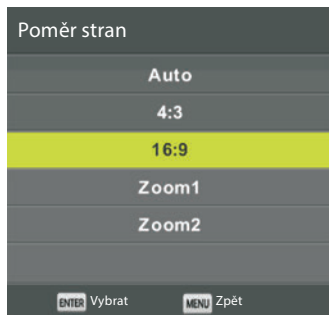 Poměr stran
Auto
4:3
16:9
Zoom1
Zoom2
ENTER Vybrat MENU Zpět